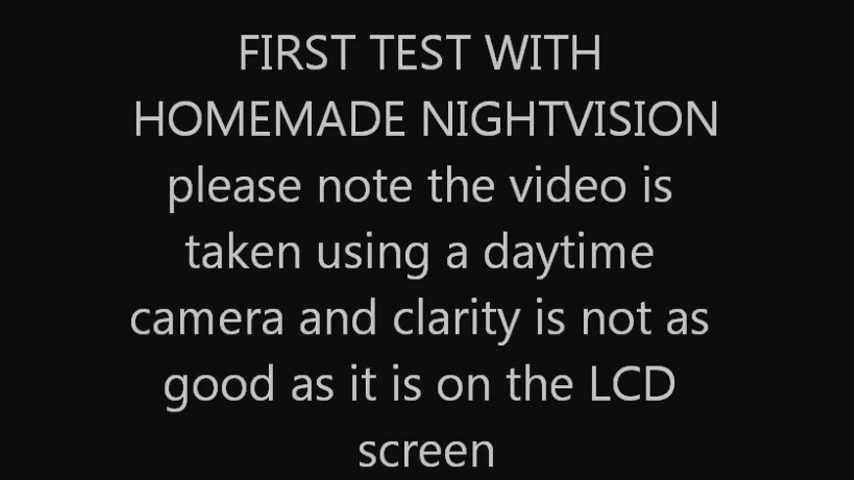 FIRST TEST WITH
HOMEMADE NIGHTVISION
please note the video is
taken using a daytime
camera and clarity is not as
good as it is on the LCD
screen